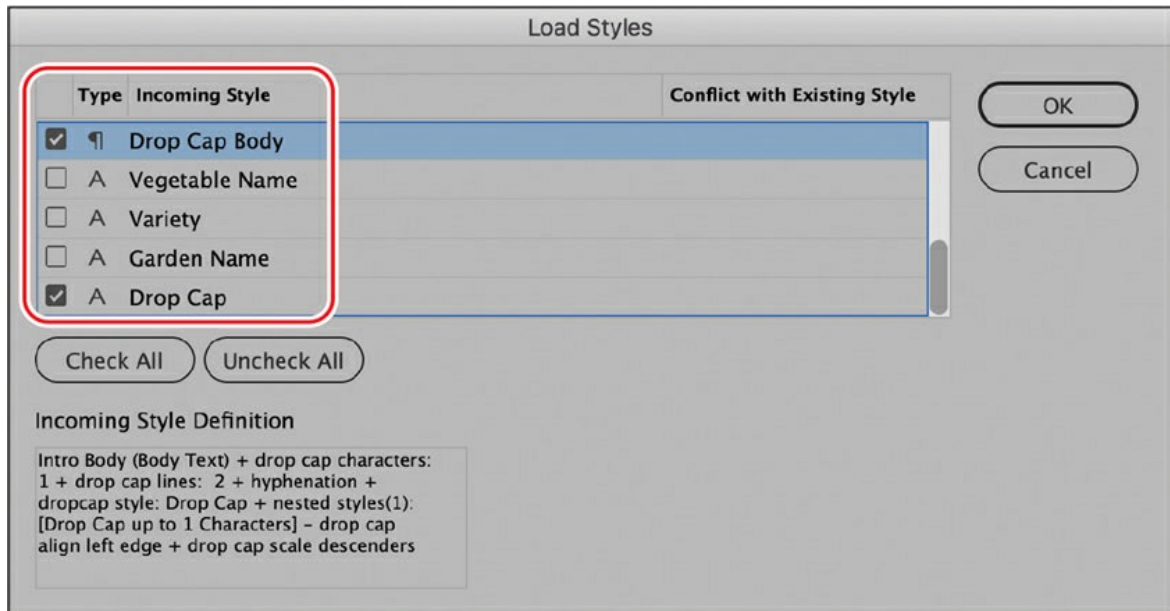 Load Styles
Type Incoming Style Conflict with Existing Style
¶ Drop Cap Body
A Vegetable Name
A Variety
A Garden Name
A Drop Cap
OK
Cancel
Check All Uncheck All
Incoming Style Definition
Intro Body (Body Text) + drop cap characters:
1 + drop cap lines: 2 + hyphenation +
dropcap style: Drop Cap + nested styles(1):
[Drop Cap up to 1 Characters] – drop cap
align left edge + drop cap scale descenders